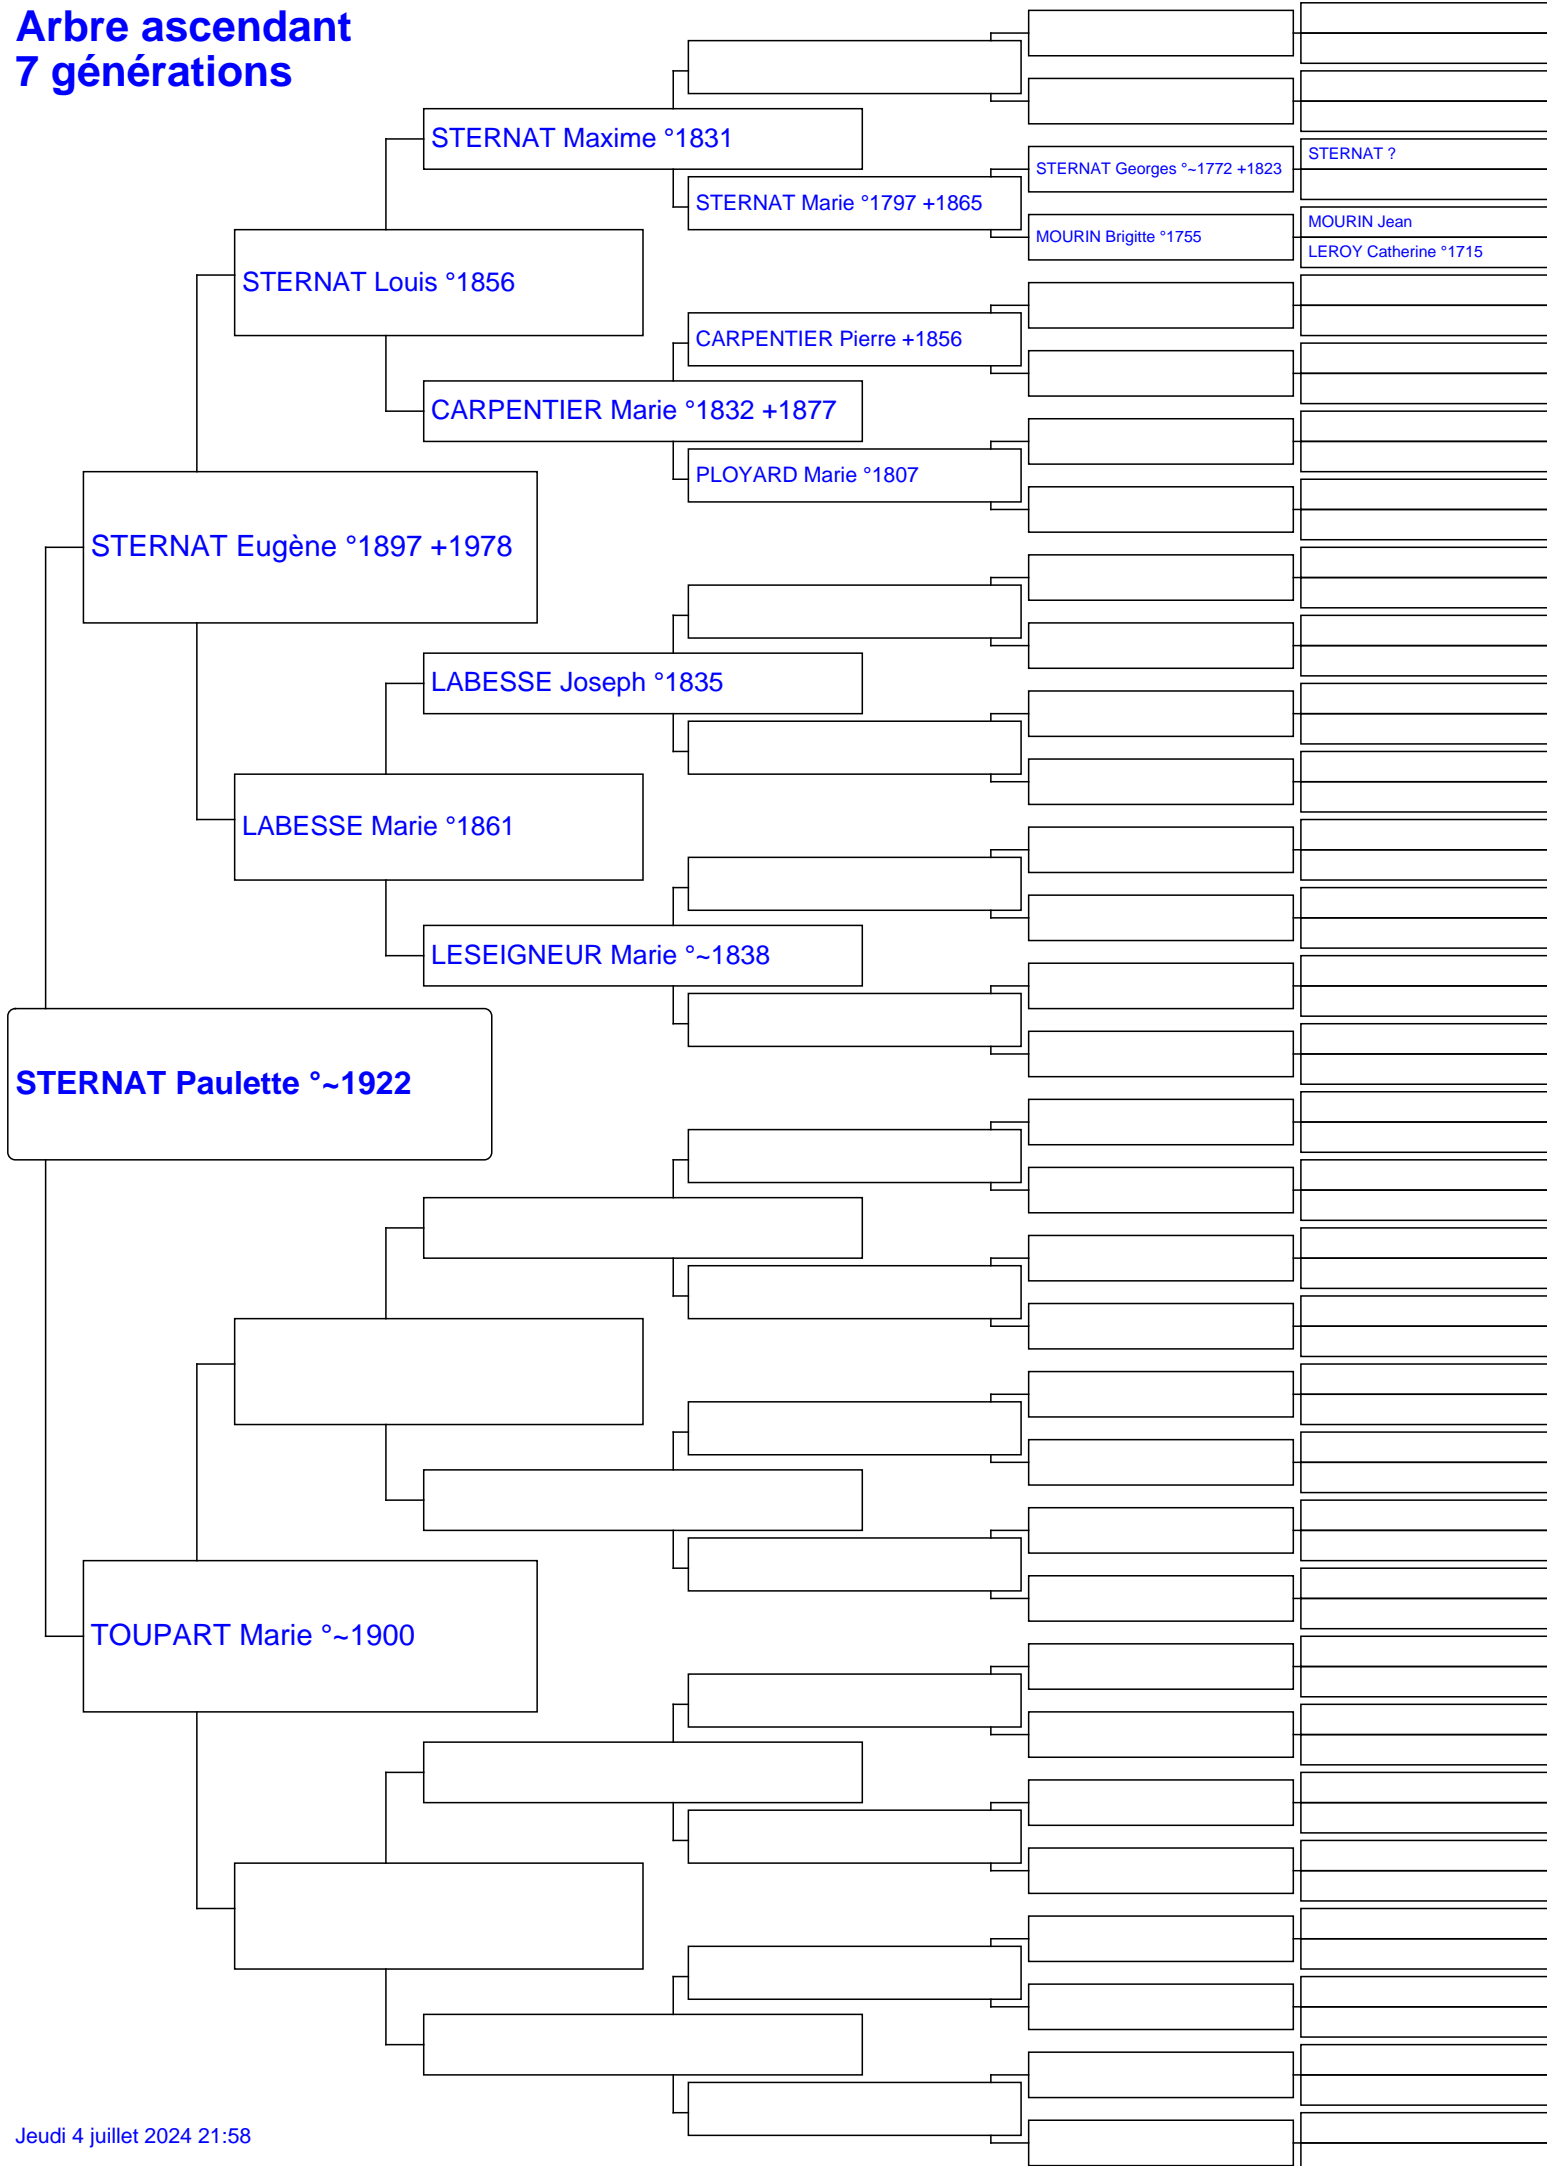 Arbre ascendant
7 générations
STERNAT Maxime °1831
STERNAT Georges °~1772 +1823
STERNAT ?
STERNAT Marie °1797 +1865
MOURIN Brigitte °1755
MOURIN Jean
LEROY Catherine °1715
STERNAT Louis °1856
CARPENTIER Pierre +1856
CARPENTIER Marie °1832 +1877
PLOYARD Marie °1807
STERNAT Eugène °1897 +1978
LABESSE Joseph °1835
LABESSE Marie °1861
LESEIGNEUR Marie °~1838
STERNAT Paulette °~1922
TOUPART Marie °~1900
Jeudi 4 juillet 2024 21:58